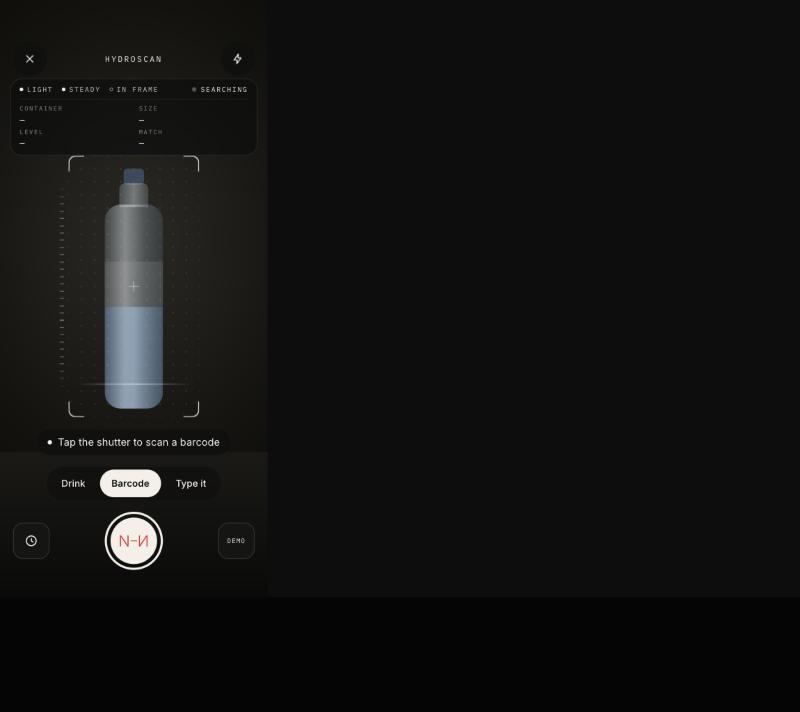 HYDROSCAN
LIGHT STEADY IN FRAME SEARCHING
CONTAINER SIZE
– –
LEVEL MATCH
– –
Tap the shutter to scan a barcode
Drink Barcode Type it
N–И DEMO